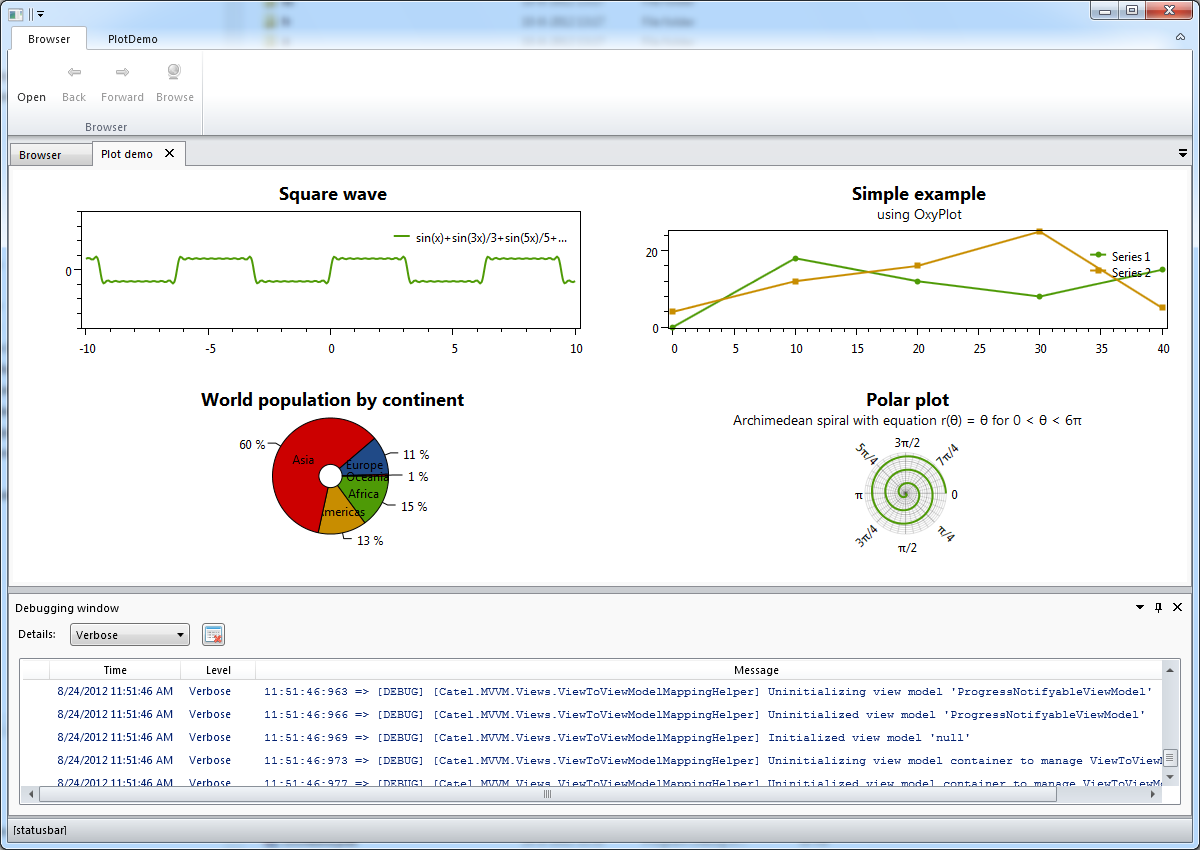 Browser PlotDemo
Open Back Forward Browse
Browser
Browser Plot demo
Square wave
sin(x)+sin(3x)/3+sin(5x)/5+...
0
-10 -5 0 5 10
Simple example
using OxyPlot
20
0
Series 1
Series 2
0 5 10 15 20 25 30 35 40
World population by continent
60 %
Asia
Europe
11 %
Oceania
1 %
Africa
15 %
mericas
13 %
Polar plot
Archimedean spiral with equation r(θ) = θ for 0 < θ < 6π
3π/2
5π/4 7π/4
π 0
3π/4 π/4
π/2
Debugging window
Details: Verbose
Time Level Message
8/24/2012 11:51:46 AM Verbose 11:51:46:963 => [DEBUG] [Catel.MVVM.Views.ViewToViewModelMappingHelper] Uninitializing view model 'ProgressNotifyableViewModel'
8/24/2012 11:51:46 AM Verbose 11:51:46:966 => [DEBUG] [Catel.MVVM.Views.ViewToViewModelMappingHelper] Uninitialized view model 'ProgressNotifyableViewModel'
8/24/2012 11:51:46 AM Verbose 11:51:46:969 => [DEBUG] [Catel.MVVM.Views.ViewToViewModelMappingHelper] Initialized view model 'null'
8/24/2012 11:51:46 AM Verbose 11:51:46:973 => [DEBUG] [Catel.MVVM.Views.ViewToViewModelMappingHelper] Uninitializing view model container to manage ViewToView
8/24/2012 11:51:46 AM Verbose 11:51:46:977 => [DEBUG] [Catel.MVVM.Views.ViewToViewModelMappingHelper] Uninitialized view model container to manage ViewToViewM
[statusbar]